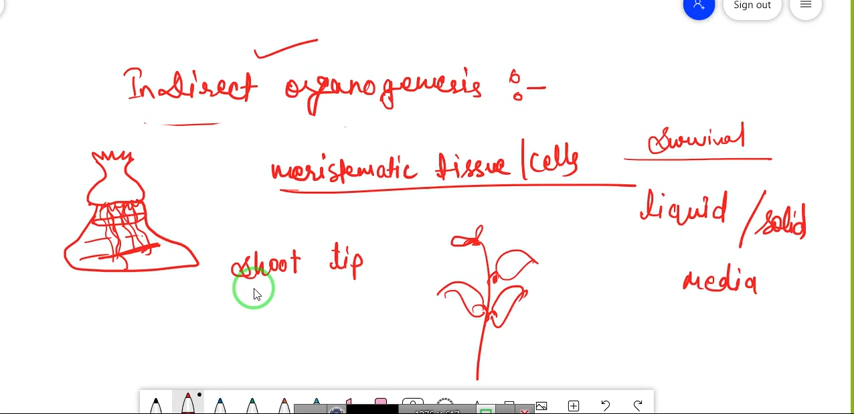 Sign out
Indirect organogenesis :-
meristematic tissue/cells
Survival
liquid /solid
media
shoot tip